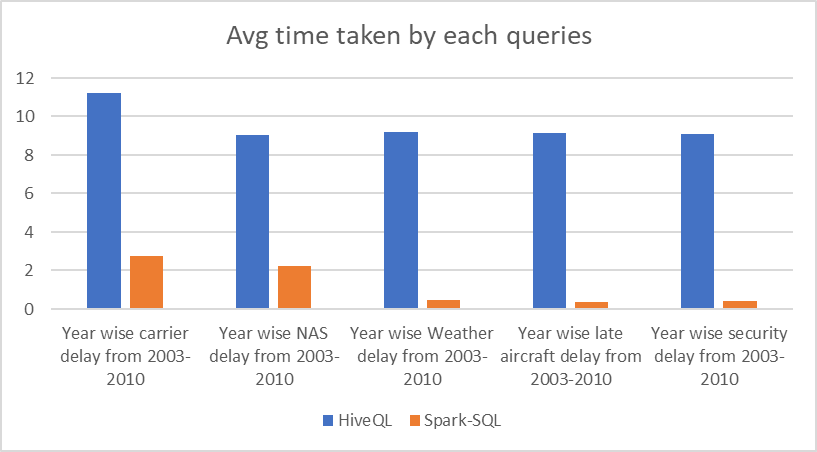 Avg time taken by each queries
12
10
8
6
4
2
0
Year wise carrier
delay from 2003-
2010
Year wise NAS
delay from 2003-
2010
Year wise Weather
delay from 2003-
2010
Year wise late
aircraft delay from
2003-2010
Year wise security
delay from 2003-
2010
HiveQL
Spark-SQL